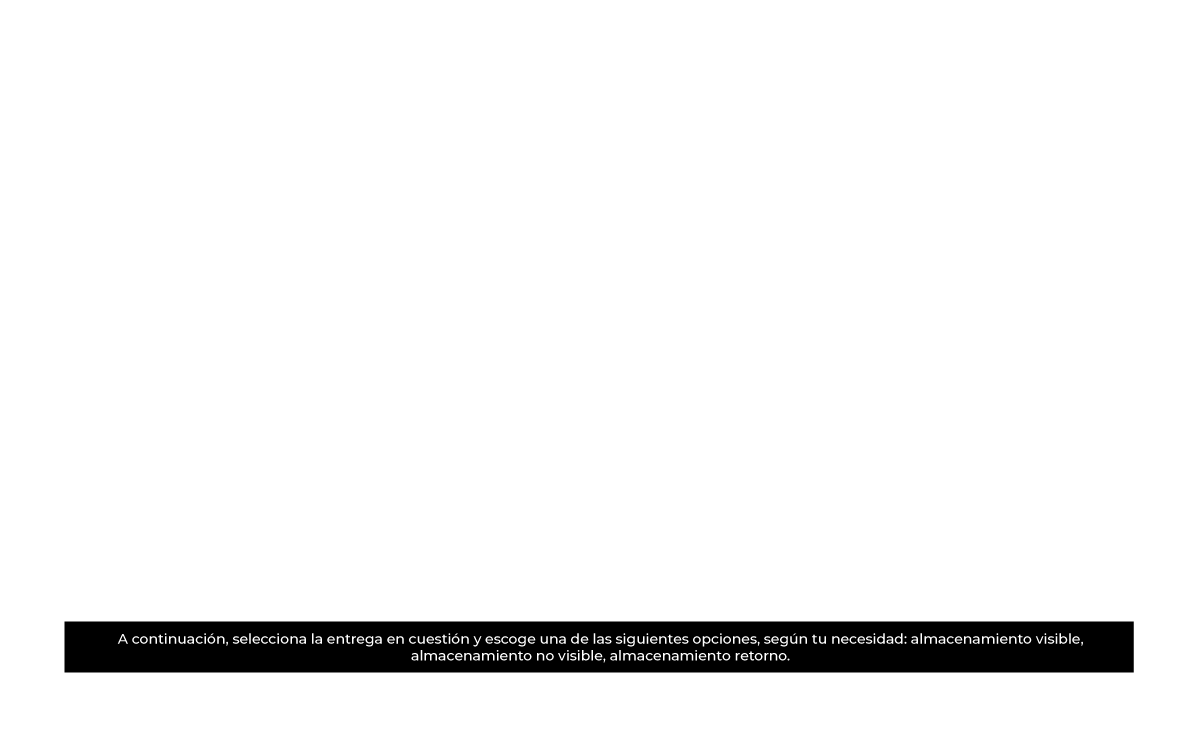 A continuación, selecciona la entrega en cuestión y escoge una de las siguientes opciones, según tu necesidad: almacenamiento visible,
almacenamiento no visible, almacenamiento retorno.